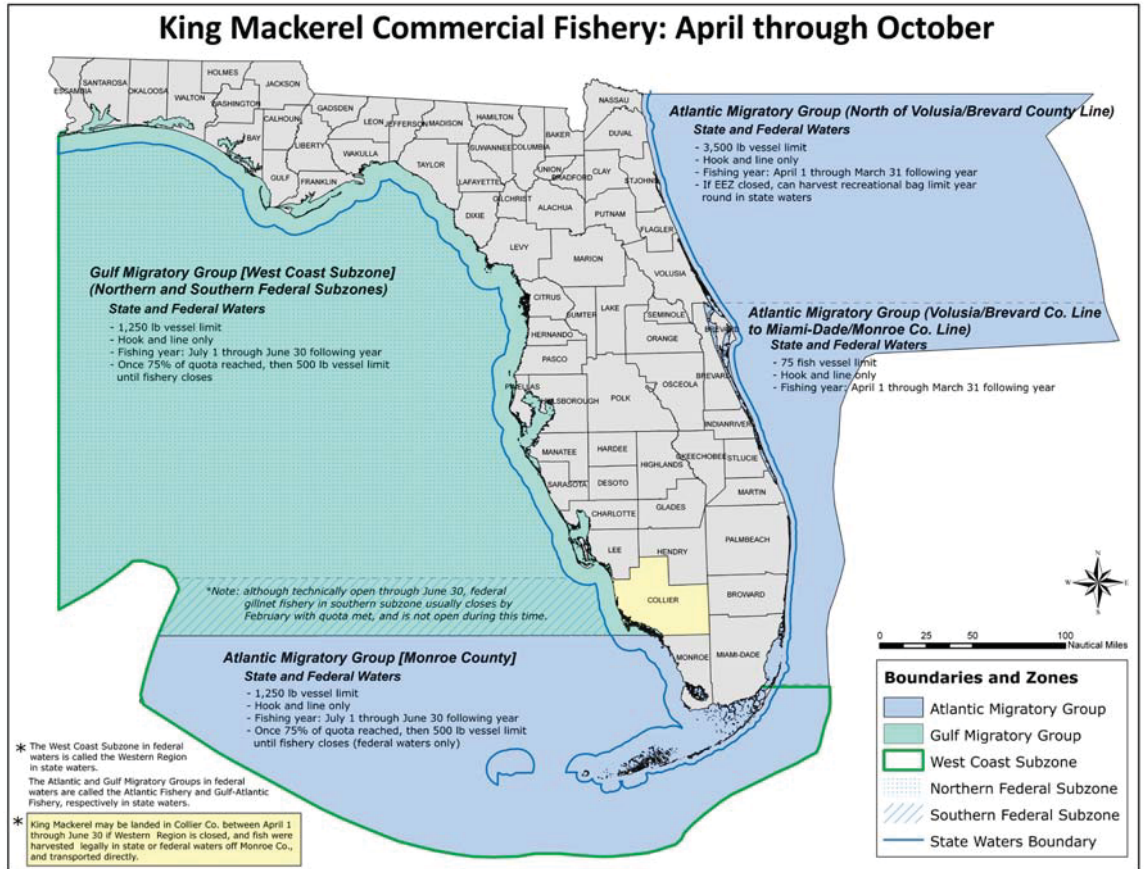 King Mackerel Commercial Fishery: April through October
HOLMES
JACKSON
SANTAROSA
OKALOOSA
ESCAMBIA
WALTON
WASHINGTON
GADSDEN
NASSAU
CALHOUN
LEON
JEFFERSON
MADISON
HAMILTON
BAY
LIBERTY
WAKULLA
BAKER
DUVAL
SUWANNEE
COLUMBIA
TAYLOR
GULF
FRANKLIN
LAFAYETTE
UNION
BRADFORD
CLAY
STJOHNS
GILCHRIST
DIXIE
ALACHUA
PUTNAM
FLAGLER
LEVY
MARION
VOLUSIA
CITRUS
LAKE
SUMTER
SEMINOLE
HERNANDO
ORANGE
BREVARD
PASCO
BREVARD
OSCEOLA
PINELLAS
HILLSBOROUGH
POLK
INDIANRIVER
MANATEE
HARDEE
OKEECHOBEE
STLUCIE
HIGHLANDS
SARASOTA
DESOTO
MARTIN
CHARLOTTE
GLADES
LEE
HENDRY
PALMBEACH
COLLIER
BROWARD
MONROE
MIAMI-DADE
Atlantic Migratory Group (North of Volusia/Brevard County Line)
State and Federal Waters
- 3,500 lb vessel limit
- Hook and line only
- Fishing year: April 1 through March 31 following year
- If EEZ closed, can harvest recreational bag limit year
round in state waters
Gulf Migratory Group [West Coast Subzone]
(Northern and Southern Federal Subzones)
State and Federal Waters
- 1,250 lb vessel limit
- Hook and line only
- Fishing year: July 1 through June 30 following year
- Once 75% of quota reached, then 500 lb vessel limit
until fishery closes
Atlantic Migratory Group (Volusia/Brevard Co. Line
to Miami-Dade/Monroe Co. Line)
State and Federal Waters
- 75 fish vessel limit
- Hook and line only
- Fishing year: April 1 through March 31 following year
*Note: although technically open through June 30, federal
gillnet fishery in southern subzone usually closes by
February with quota met, and is not open during this time.
Atlantic Migratory Group [Monroe County]
State and Federal Waters
- 1,250 lb vessel limit
- Hook and line only
- Fishing year: July 1 through June 30 following year
- Once 75% of quota reached, then 500 lb vessel limit
until fishery closes (federal waters only)
N
W E
S
0 50 100
Nautical Miles
Boundaries and Zones
Atlantic Migratory Group
Gulf Migratory Group
West Coast Subzone
Northern Federal Subzone
Southern Federal Subzone
State Waters Boundary
* The West Coast Subzone in federal
waters is called the Western Region
in state waters.
The Atlantic and Gulf Migratory Groups in federal
waters are called the Atlantic Fishery and Gulf-Atlantic
Fishery, respectively in state waters.
* King Mackerel may be landed in Collier Co. between April 1
through June 30 if Western Region is closed, and fish were
harvested legally in state or federal waters off Monroe Co.,
and transported directly.